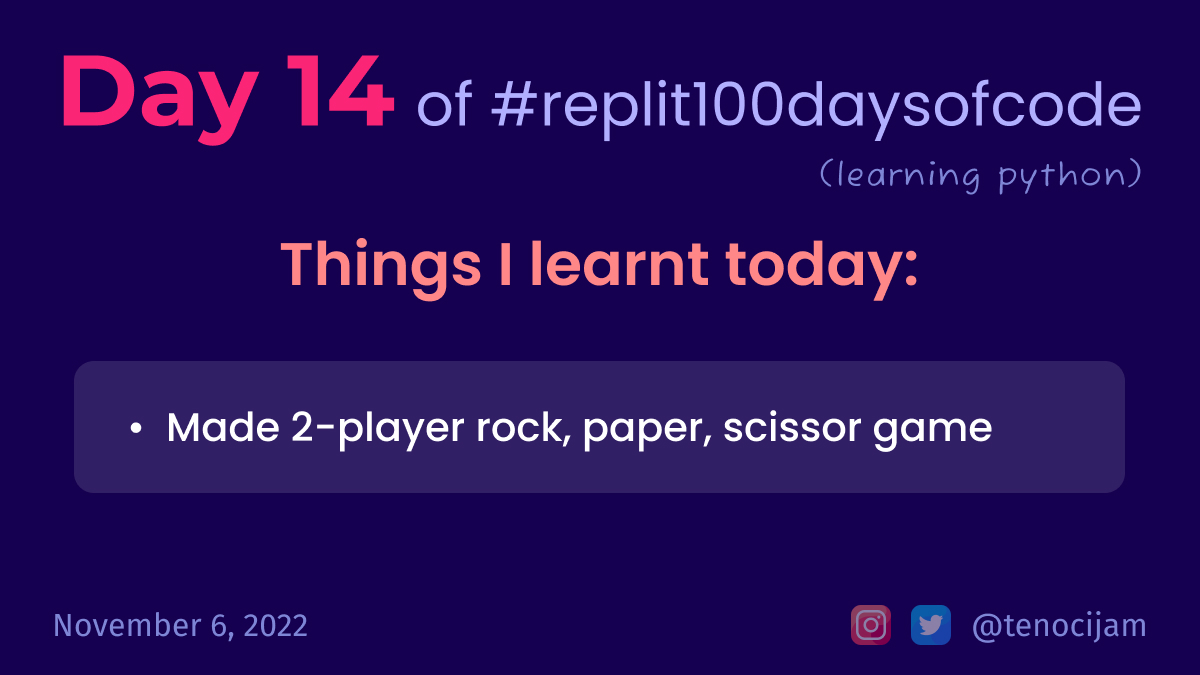 Day 14 of #replit100daysofcode
(learning python)
Things I learnt today:
• Made 2-player rock, paper, scissor game
November 6, 2022
@tenocijam